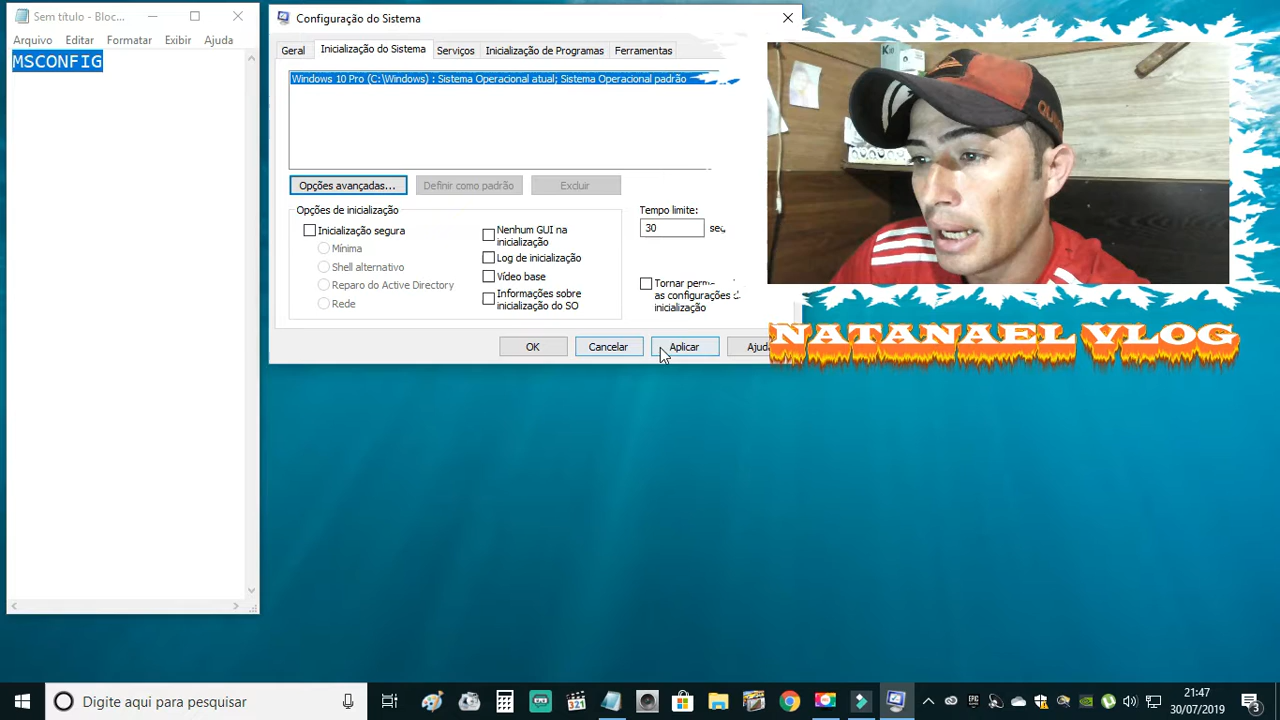 Sem título - Bloc...
Arquivo Editar Formatar Exibir Ajuda
MSCONFIG
Configuração do Sistema
Geral Inicialização do Sistema Serviços Inicialização de Programas Ferramentas
Windows 10 Pro (C:\Windows) : Sistema Operacional atual; Sistema Operacional padrão
Opções avançadas... Definir como padrão Excluir
Opções de inicialização
Inicialização segura
Mínima
Shell alternativo
Reparo do Active Directory
Rede
Nenhum GUI na
inicialização
Log de inicialização
Vídeo base
Informações sobre
inicialização do SO
Tempo limite:
30 seg.
Tornar
as configurações
inicialização
OK Cancelar Aplicar Ajuda
NATANAEL VLOG
Digite aqui para pesquisar
21:47
30/07/2019